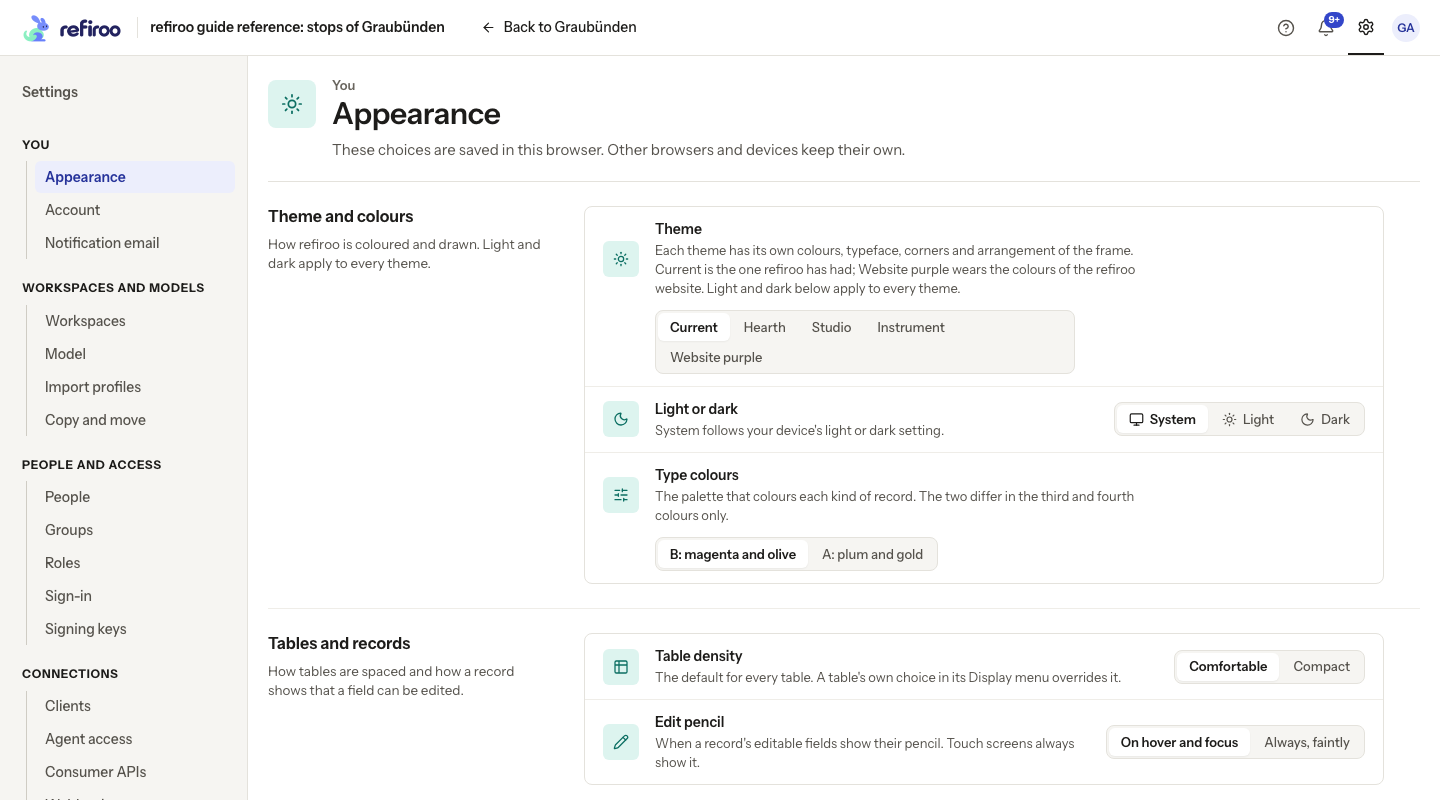 refiroo
refiroo guide reference: stops of Graubünden
Back to Graubünden
9+
GA
Settings
YOU
Appearance
Account
Notification email
WORKSPACES AND MODELS
Workspaces
Model
Import profiles
Copy and move
PEOPLE AND ACCESS
People
Groups
Roles
Sign-in
Signing keys
CONNECTIONS
Clients
Agent access
Consumer APIs
You
Appearance
These choices are saved in this browser. Other browsers and devices keep their own.
Theme and colours
How refiroo is coloured and drawn. Light and
dark apply to every theme.
Theme
Each theme has its own colours, typeface, corners and arrangement of the frame.
Current is the one refiroo has had; Website purple wears the colours of the refiroo
website. Light and dark below apply to every theme.
Current
Hearth
Studio
Instrument
Website purple
Light or dark
System follows your device's light or dark setting.
System
Light
Dark
Type colours
The palette that colours each kind of record. The two differ in the third and fourth
colours only.
B: magenta and olive
A: plum and gold
Tables and records
How tables are spaced and how a record
shows that a field can be edited.
Table density
The default for every table. A table's own choice in its Display menu overrides it.
Comfortable
Compact
Edit pencil
When a record's editable fields show their pencil. Touch screens always
show it.
On hover and focus
Always, faintly